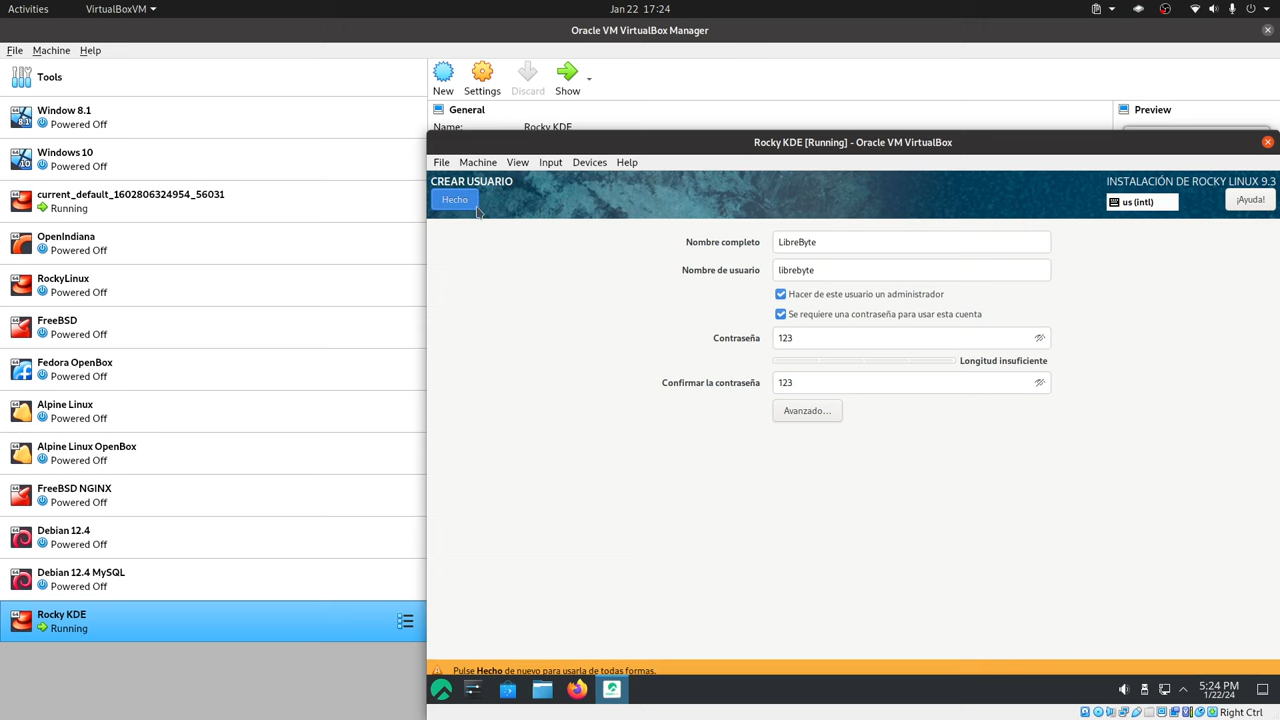 Activities
VirtualBoxVM
Jan 22 17:24
Oracle VM VirtualBox Manager
File Machine Help
Tools
New
Settings
Discard
Show
Window 8.1
Powered Off
Windows 10
Powered Off
current_default_1602806324954_56031
Running
OpenIndiana
Powered Off
RockyLinux
Powered Off
FreeBSD
Powered Off
Fedora OpenBox
Powered Off
Alpine Linux
Powered Off
Alpine Linux OpenBox
Powered Off
FreeBSD NGINX
Powered Off
Debian 12.4
Powered Off
Debian 12.4 MySQL
Powered Off
Rocky KDE
Running
General
Preview
Name: Rocky KDE
Rocky KDE [Running] - Oracle VM VirtualBox
File Machine View Input Devices Help
CREAR USUARIO
INSTALACIÓN DE ROCKY LINUX 9.3
Hecho
us (intl)
¡Ayuda!
Nombre completo
LibreByte
Nombre de usuario
librebyte
Hacer de este usuario un administrador
Se requiere una contraseña para usar esta cuenta
Contraseña
123
Longitud insuficiente
Confirmar la contraseña
123
Avanzado...
Pulse Hecho de nuevo para usarla de todas formas.
5:24 PM
1/22/24
Right Ctrl